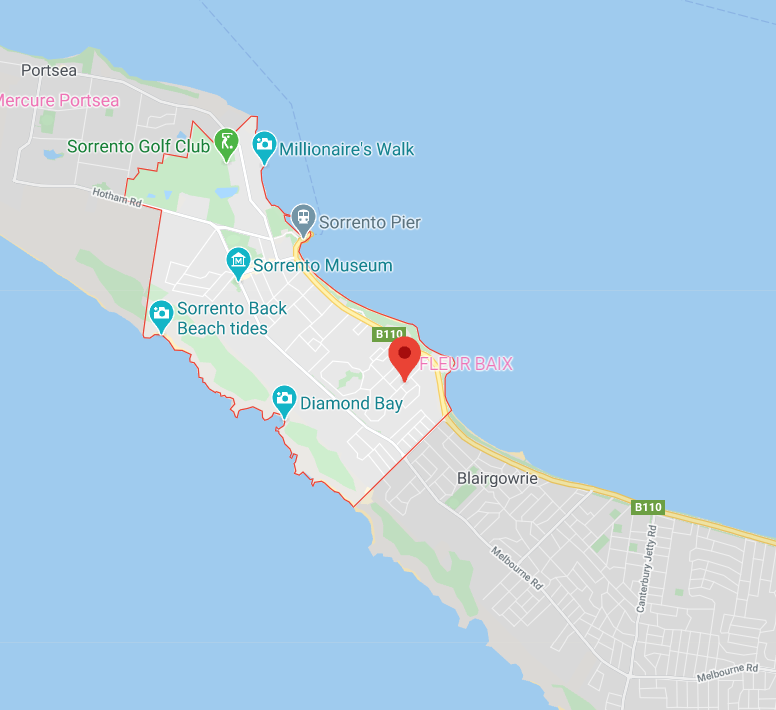 Portsea
Mercure Portsea
Sorrento Golf Club
Millionaire's Walk
Hotham Rd
Sorrento Pier
Sorrento Museum
Sorrento Back
Beach tides
B110
FLEUR BAIX
Diamond Bay
Blairgowrie
B110
Melbourne Rd
Canterbury Jetty Rd
Melbourne Rd